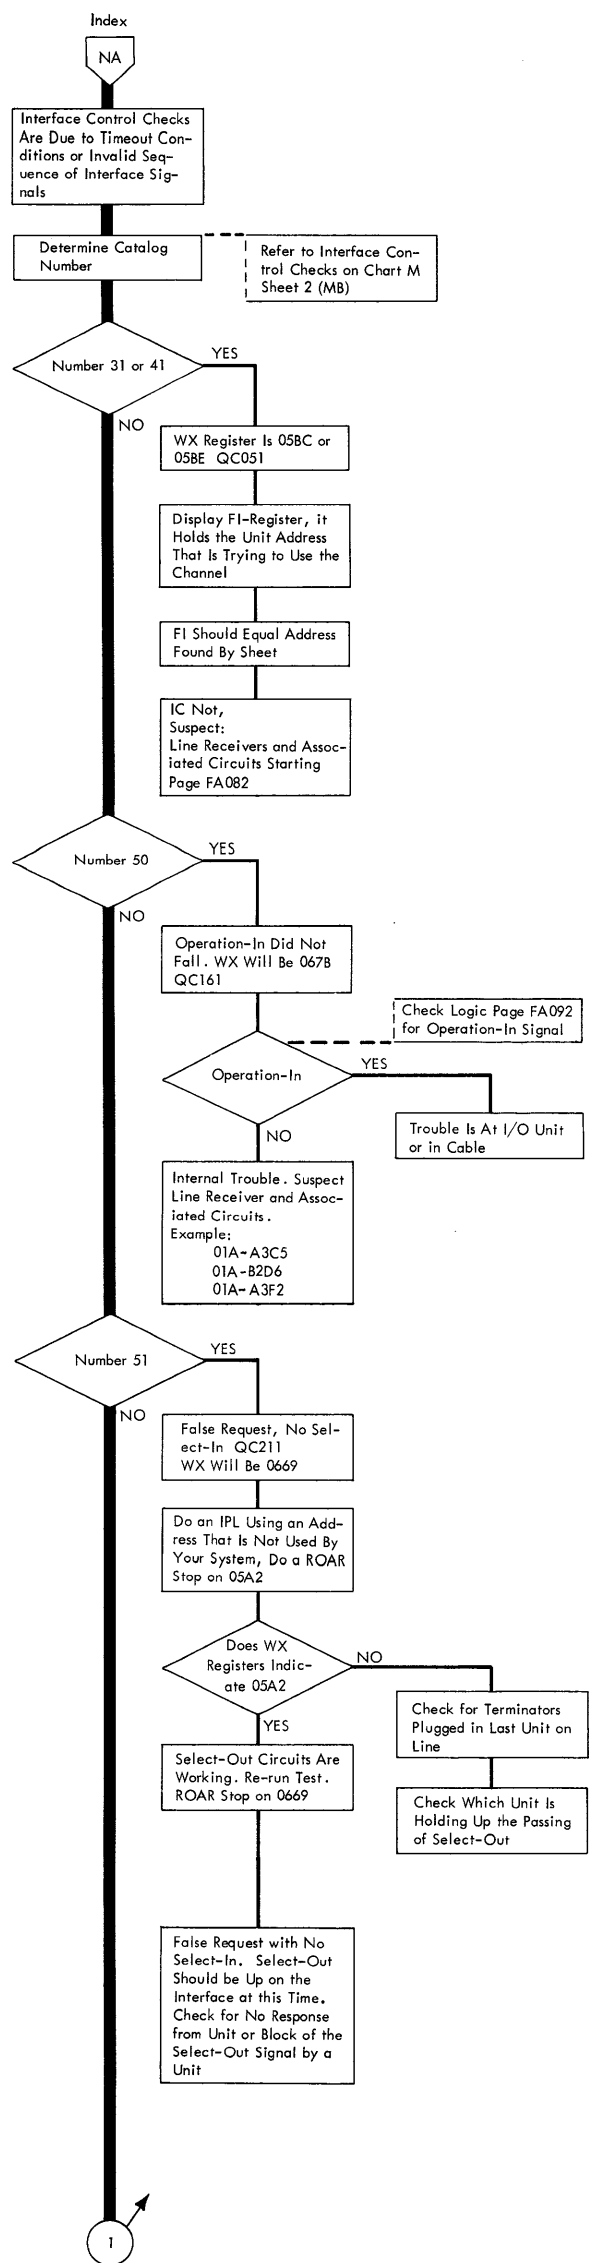 Index
NA
Interface Control Checks
Are Due to Timeout Con-
ditions or Invalid Seq-
uence of Interface Sig-
nals
Determine Catalog
Number
Refer to Interface Con-
trol Checks on Chart M
Sheet 2 (MB)
Number 31 or 41
YES
NO
WX Register Is 05BC or
05BE QC051
Display FI-Register, it
Holds the Unit Address
That Is Trying to Use the
Channel
FI Should Equal Address
Found By Sheet
IC Not,
Suspect:
Line Receivers and Assoc-
iated Circuits Starting
Page FA082
Number 50
YES
NO
Operation-In Did Not
Fall. WX Will Be 067B
QC161
Check Logic Page FA092
for Operation-In Signal
Operation-In
YES
NO
Trouble Is At I/O Unit
or in Cable
Internal Trouble. Suspect
Line Receiver and Assoc-
iated Circuits.
Example:
01A-A3C5
01A-B2D6
01A-A3F2
Number 51
YES
NO
False Request, No Sel-
ect-In QC211
WX Will Be 0669
Do an IPL Using an Add-
ress That Is Not Used By
Your System, Do a ROAR
Stop on 05A2
Does WX
Registers Indic-
ate 05A2
NO
YES
Check for Terminators
Plugged in Last Unit on
Line
Select-Out Circuits Are
Working. Re-run Test.
ROAR Stop on 0669
Check Which Unit Is
Holding Up the Passing
of Select-Out
False Request with No
Select-In. Select-Out
Should be Up on the
Interface at this Time.
Check for No Response
from Unit or Block of the
Select-Out Signal by a
Unit
1